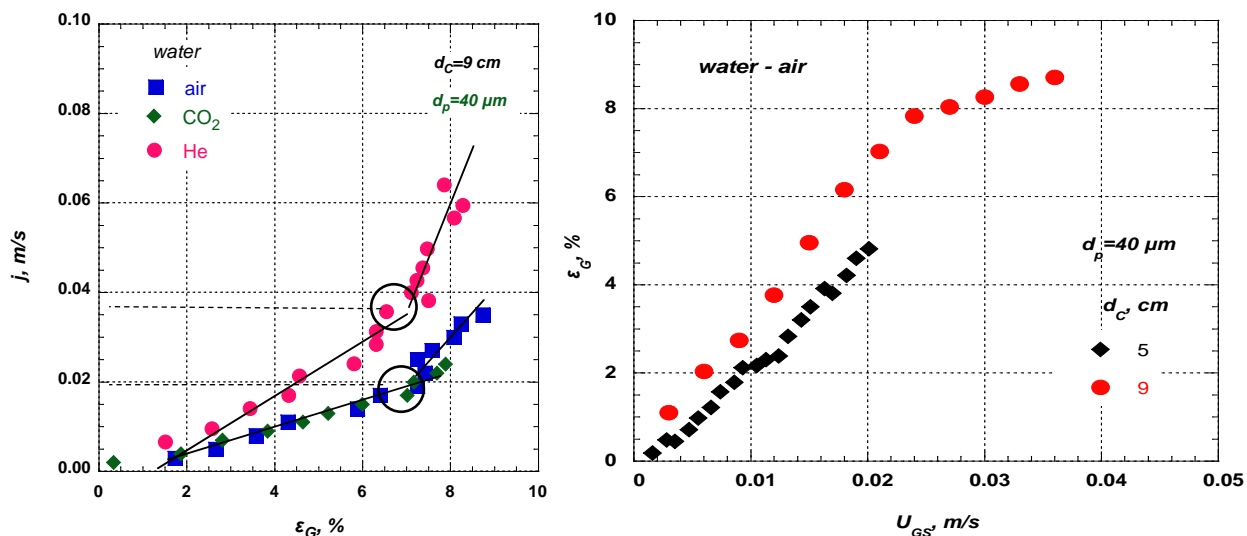 0.10
0.08
0.06
0.04
0.02
0.00
j, m/s
0
2
4
6
8
10
ε_G, %
water
air
CO₂
He
d_C=9 cm
d_p=40 µm
10
8
6
4
2
0
ε_G, %
0
0.01
0.02
0.03
0.04
0.05
U_GS, m/s
water - air
d_p=40 µm
d_C, cm
5
9